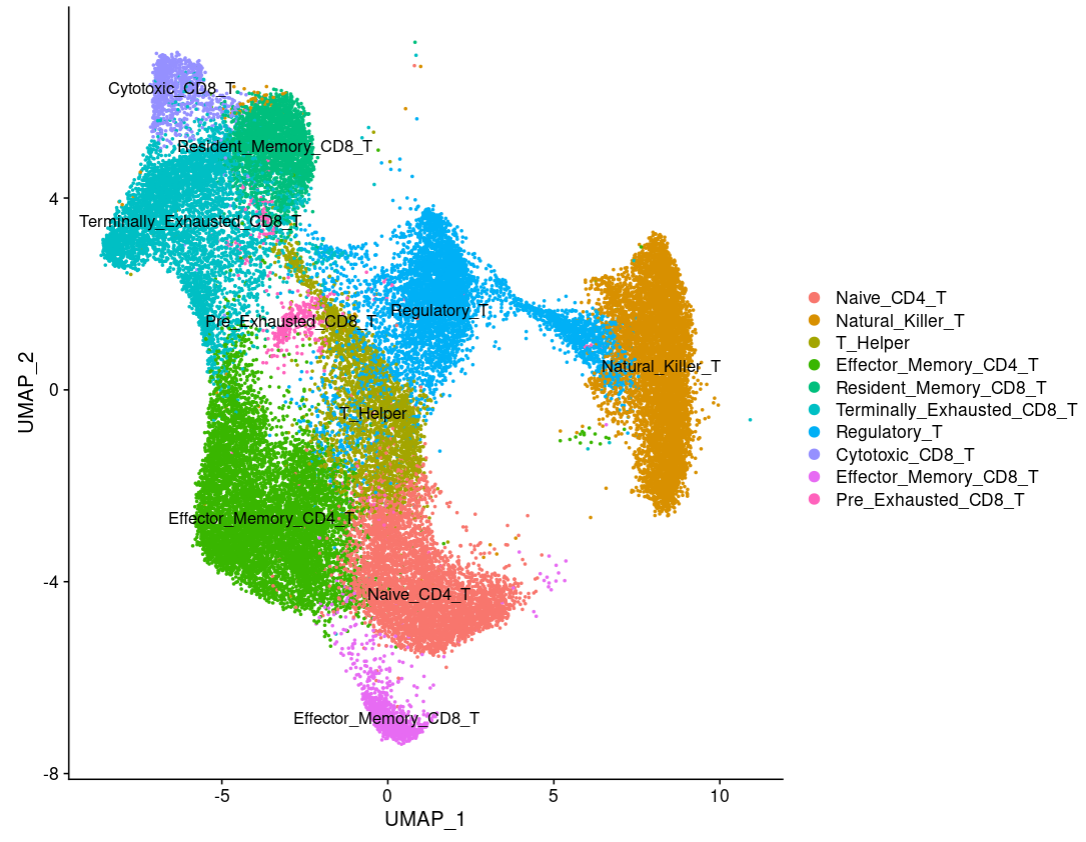 Cytotoxic_CD8_T
Resident_Memory_CD8_T
Terminally_Exhausted_CD8_T
Pre_Exhausted_CD8_T
Regulatory_T
Natural_Killer_T
T_Helper
Effector_Memory_CD4_T
Naive_CD4_T
Effector_Memory_CD8_T
4
0
-4
-8
UMAP_2
-5
0
5
10
UMAP_1
Naive_CD4_T
Natural_Killer_T
T_Helper
Effector_Memory_CD4_T
Resident_Memory_CD8_T
Terminally_Exhausted_CD8_T
Regulatory_T
Cytotoxic_CD8_T
Effector_Memory_CD8_T
Pre_Exhausted_CD8_T